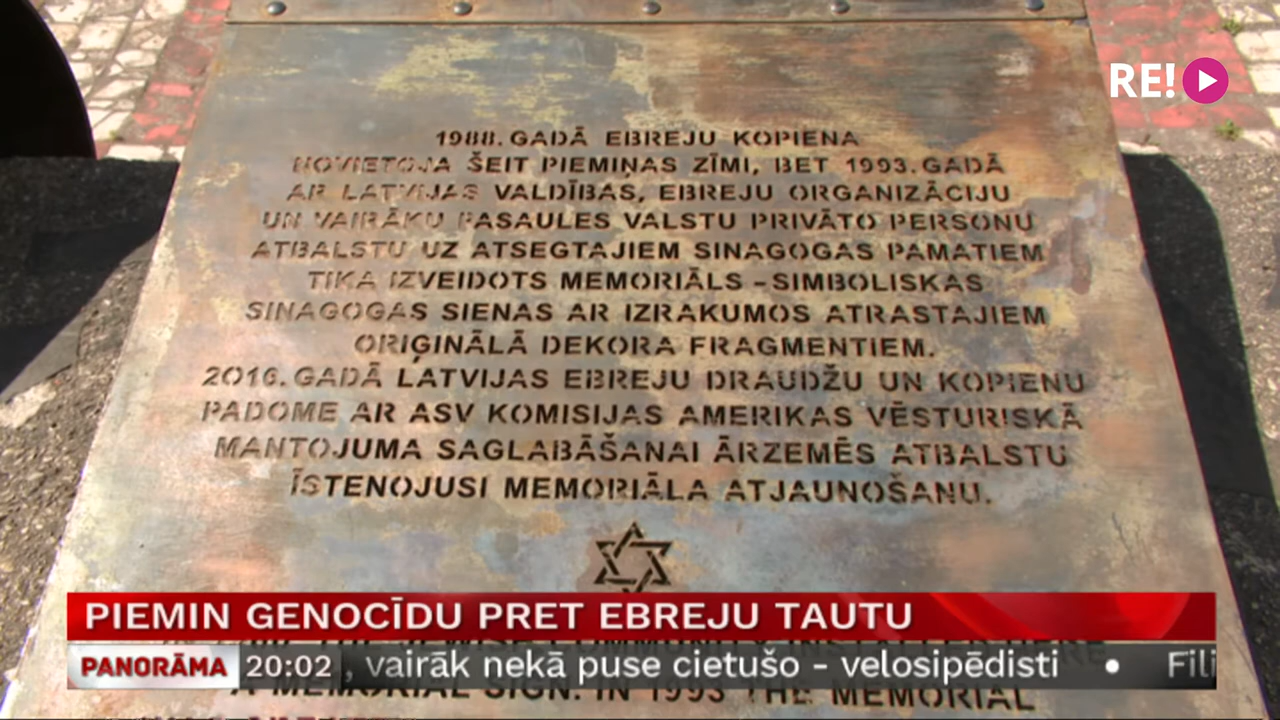 RE!
1988. GADĀ EBREJU KOPIENA
NOVIETOJA ŠEIT PIEMIŅAS ZĪMI, BET 1993. GADĀ
AR LATVIJAS VALDĪBAS, EBREJU ORGANIZĀCIJU
UN VAIRĀKU PASAULES VALSTU PRIVĀTO PERSONU
ATBALSTU UZ ATSEGTAJIEM SINAGOGAS PAMATIEM
TIKA IZVEIDOTS MEMORIĀLS – SIMBOLISKAS
SINAGOGAS SIENAS AR IZRAKUMOS ATRASTAJIEM
ORIĢINĀLĀ DEKORA FRAGMENTIEM.
2016. GADĀ LATVIJAS EBREJU DRAUDŽU UN KOPIENU
PADOME AR ASV KOMISIJAS AMERIKAS VĒSTURISKĀ
MANTOJUMA SAGLABĀŠANAI ĀRZEMĒS ATBALSTU
ĪSTENOJUSI MEMORIĀLA ATJAUNOŠANU.
PIEMIN GENOCĪDU PRET EBREJU TAUTU
PANORĀMA 20:02 , vairāk nekā puse cietušo - velosipēdisti • Fili
A MEMORIAL SIGN. IN 1993 THE MEMORIAL